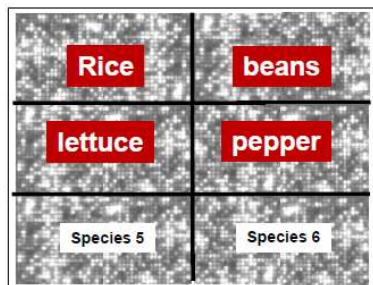 Rice
beans
lettuce
pepper
Species 5
Species 6